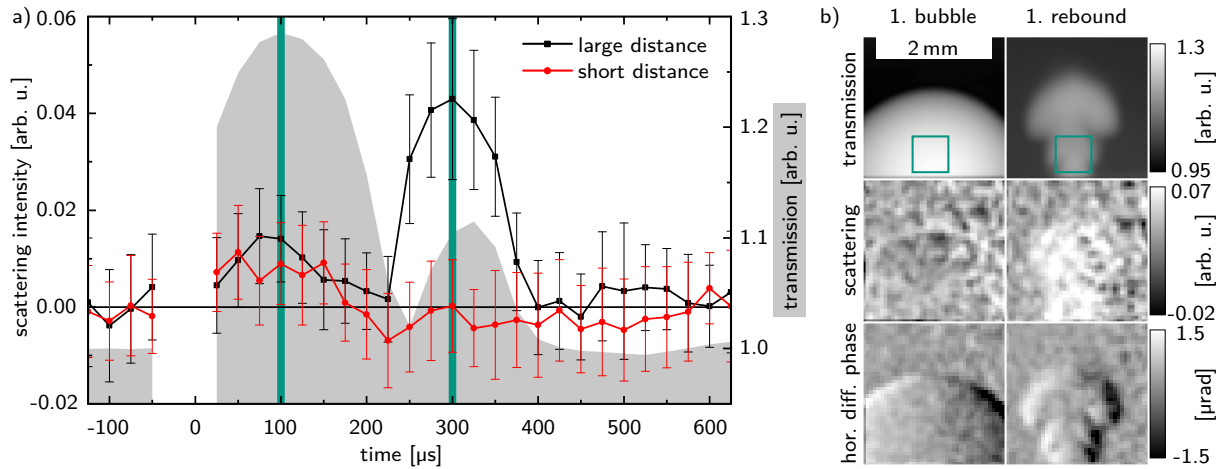 a)
scattering intensity [arb. u.]
0.06
0.04
0.02
0.00
-0.02
-100 0 100 200 300 400 500 600
time [µs]
large distance
short distance
1.3
1.2
1.1
1.0
transmission [arb. u.]
b)
1. bubble 1. rebound
transmission
2 mm
1.3
[arb. u.]
0.95
scattering
0.07
[arb. u.]
-0.02
hor. diff. phase
1.5
[µrad]
-1.5